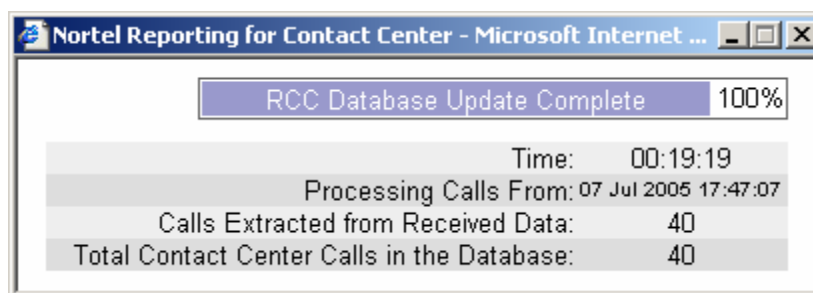 Nortel Reporting for Contact Center - Microsoft Internet ...
RCC Database Update Complete 100%
Time: 00:19:19
Processing Calls From: 07 Jul 2005 17:47:07
Calls Extracted from Received Data: 40
Total Contact Center Calls in the Database: 40